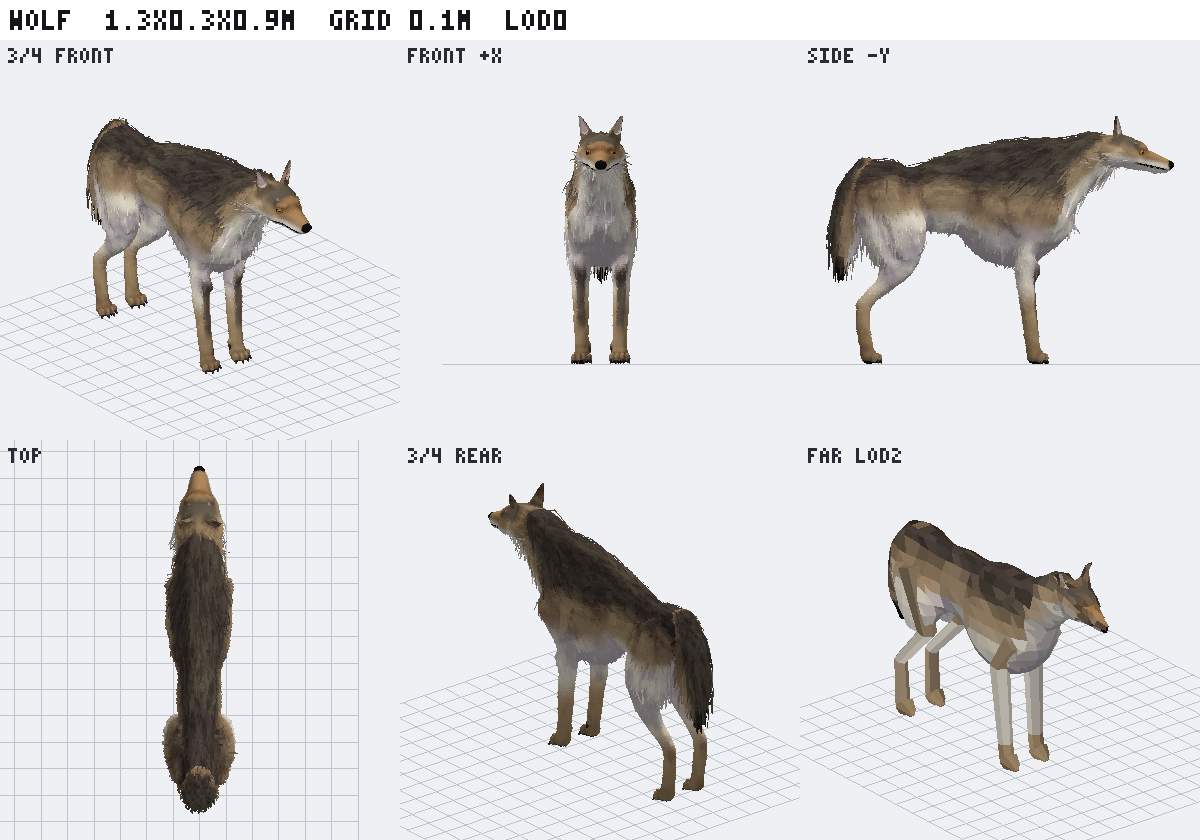 WOLF 1.3X0.3X0.9M GRID 0.1M LOD0
3/4 FRONT
FRONT +X
SIDE -Y
TOP
3/4 REAR
FAR LOD2